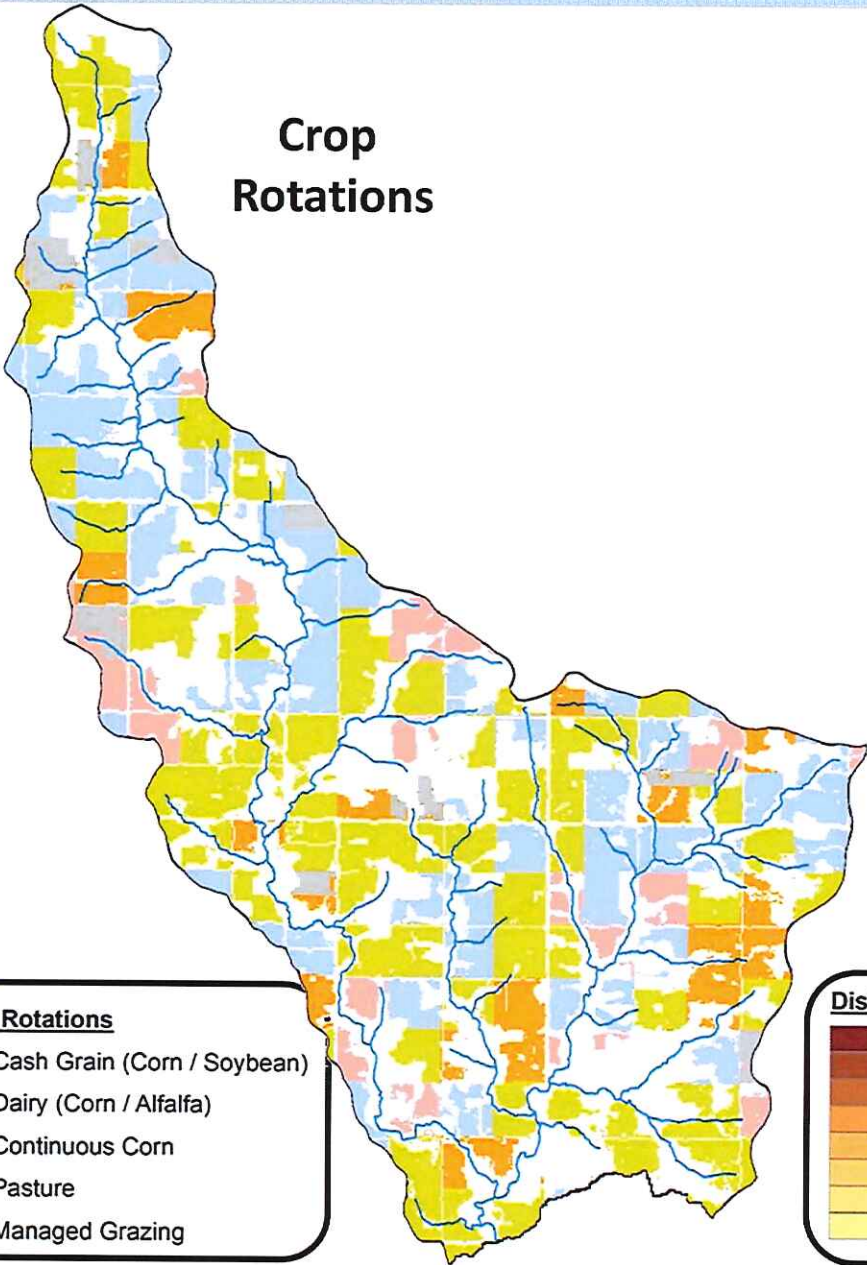 Crop
Rotations
Rotations
Cash Grain (Corn / Soybean)
Dairy (Corn / Alfalfa)
Continuous Corn
Pasture
Managed Grazing
Dis